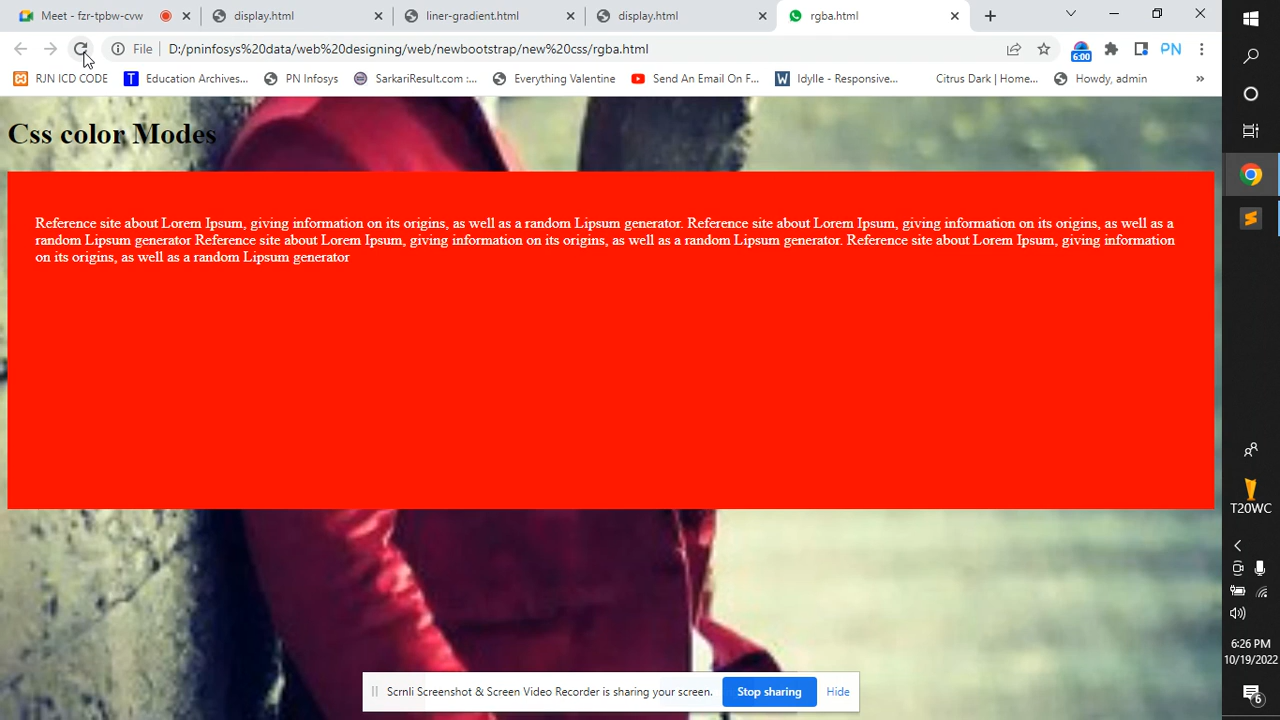 Meet - fzr-tpbw-cvw
display.html
liner-gradient.html
display.html
rgba.html
File
D:/pninfosys%20data/web%20designing/web/newbootstrap/new%20css/rgba.html
6:00
PN
RJN ICD CODE
Education Archives...
PN Infosys
SarkariResult.com :...
Everything Valentine
Send An Email On F...
Idylle - Responsive...
Citrus Dark | Home...
Howdy, admin
»
Css color Modes
Reference site about Lorem Ipsum, giving information on its origins, as well as a random Lipsum generator. Reference site about Lorem Ipsum, giving information on its origins, as well as a
random Lipsum generator Reference site about Lorem Ipsum, giving information on its origins, as well as a random Lipsum generator. Reference site about Lorem Ipsum, giving information
on its origins, as well as a random Lipsum generator
Scrnli Screenshot & Screen Video Recorder is sharing your screen.
Stop sharing
Hide
T20WC
6:26 PM
10/19/2022
6